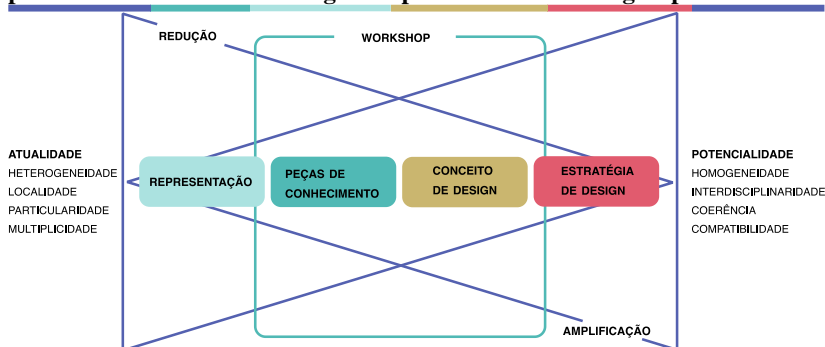 REDUÇÃO
WORKSHOP
ATUALIDADE
HETEROGENEIDADE
LOCALIDADE
PARTICULARIDADE
MULTIPLICIDADE
REPRESENTAÇÃO
PEÇAS DE
CONHECIMENTO
CONCEITO
DE DESIGN
ESTRATÉGIA
DE DESIGN
POTENCIALIDADE
HOMOGENEIDADE
INTERDISCIPLINARIDADE
COERÊNCIA
COMPATIBILIDADE
AMPLIFICAÇÃO